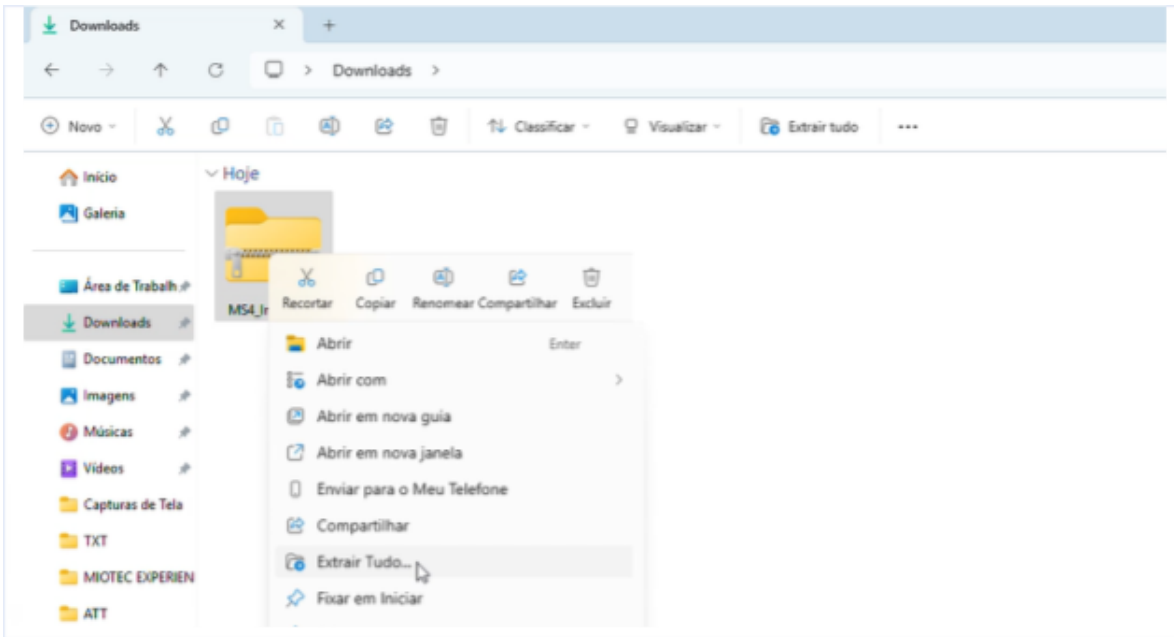 Downloads
Downloads
Novo Classificar Visualizar Extrair tudo
Início
Galeria
Área de Trabalh
Downloads
Documentos
Imagens
Músicas
Vídeos
Capturas de Tela
TXT
MIOTEC EXPERIEN
ATT
Hoje
MS4_Ir
Recortar Copiar Renomear Compartilhar Excluir
Abrir Enter
Abrir com
Abrir em nova guia
Abrir em nova janela
Enviar para o Meu Telefone
Compartilhar
Extrair Tudo...
Fixar em Iniciar